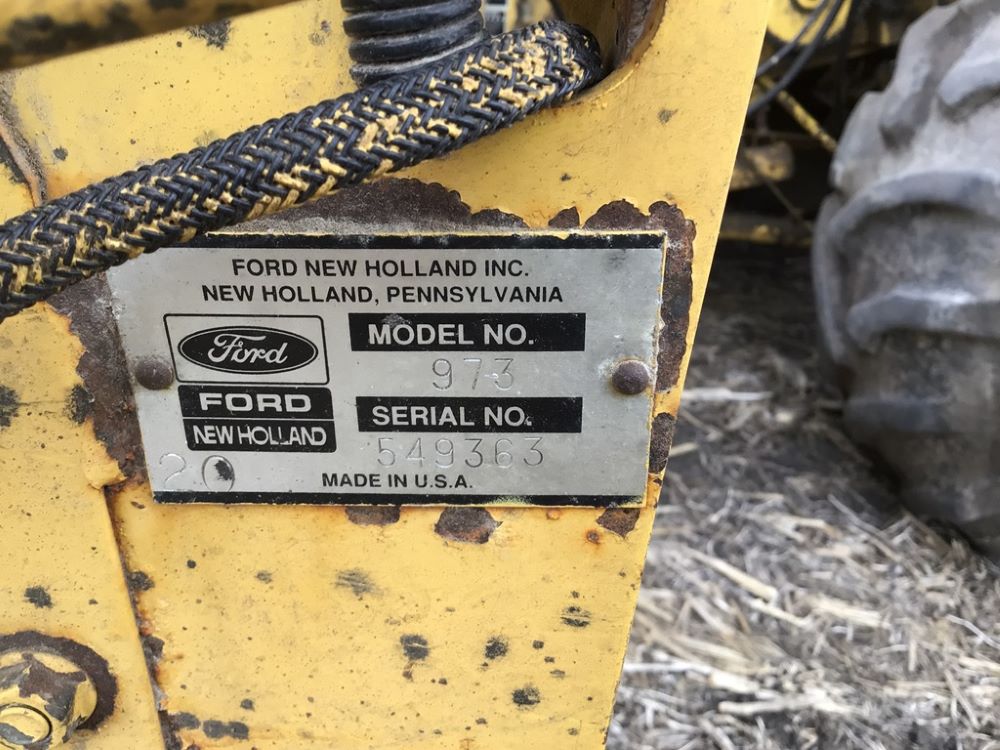 FORD NEW HOLLAND INC.
NEW HOLLAND, PENNSYLVANIA
Ford
FORD
NEW HOLLAND
MODEL NO.
973
SERIAL NO.
549363
20
MADE IN U.S.A.